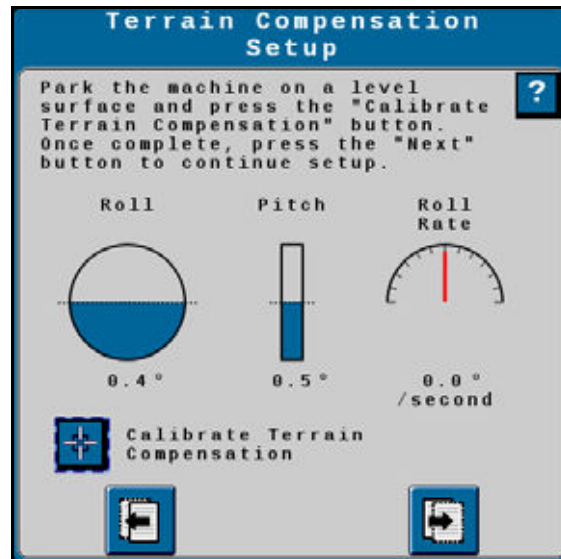 Terrain Compensation
Setup
Park the machine on a level
surface and press the "Calibrate
Terrain Compensation" button.
Once complete, press the "Next"
button to continue setup.
?
Roll
Pitch
Roll
Rate
0.4°
0.5°
0.0°
/second
Calibrate Terrain
Compensation